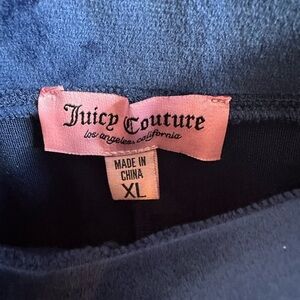 Juicy Couture
los angeles, california
MADE IN
CHINA
XL